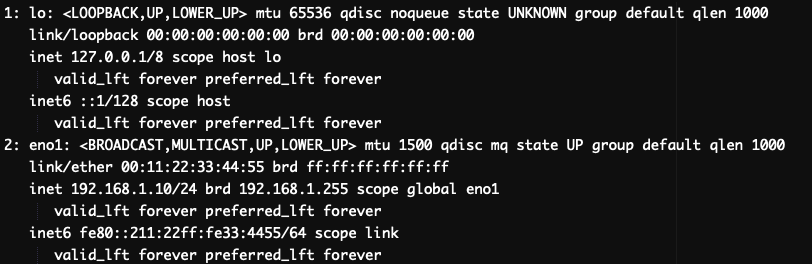 1: lo: <LOOPBACK,UP,LOWER_UP> mtu 65536 qdisc noqueue state UNKNOWN group default qlen 1000
link/loopback 00:00:00:00:00:00 brd 00:00:00:00:00:00
inet 127.0.0.1/8 scope host lo
valid_lft forever preferred_lft forever
inet6 ::1/128 scope host
valid_lft forever preferred_lft forever
2: eno1: <BROADCAST,MULTICAST,UP,LOWER_UP> mtu 1500 qdisc mq state UP group default qlen 1000
link/ether 00:11:22:33:44:55 brd ff:ff:ff:ff:ff:ff
inet 192.168.1.10/24 brd 192.168.1.255 scope global eno1
valid_lft forever preferred_lft forever
inet6 fe80::211:22ff:fe33:4455/64 scope link
valid_lft forever preferred_lft forever